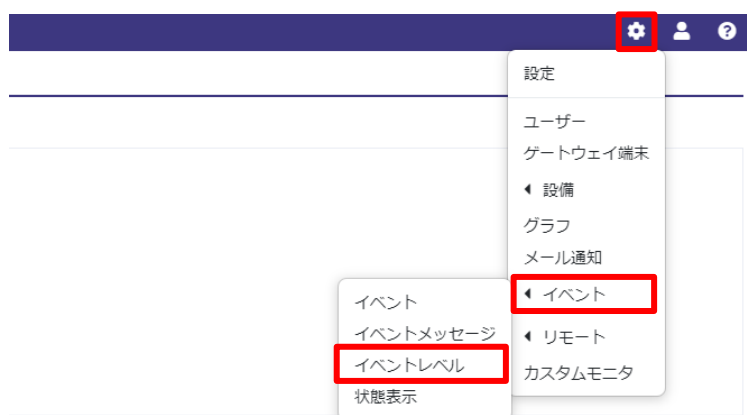 設定
ユーザー
ゲートウェイ端末
設備
グラフ
メール通知
イベント
リモート
カスタムモニタ
イベント
イベントメッセージ
イベントレベル
状態表示